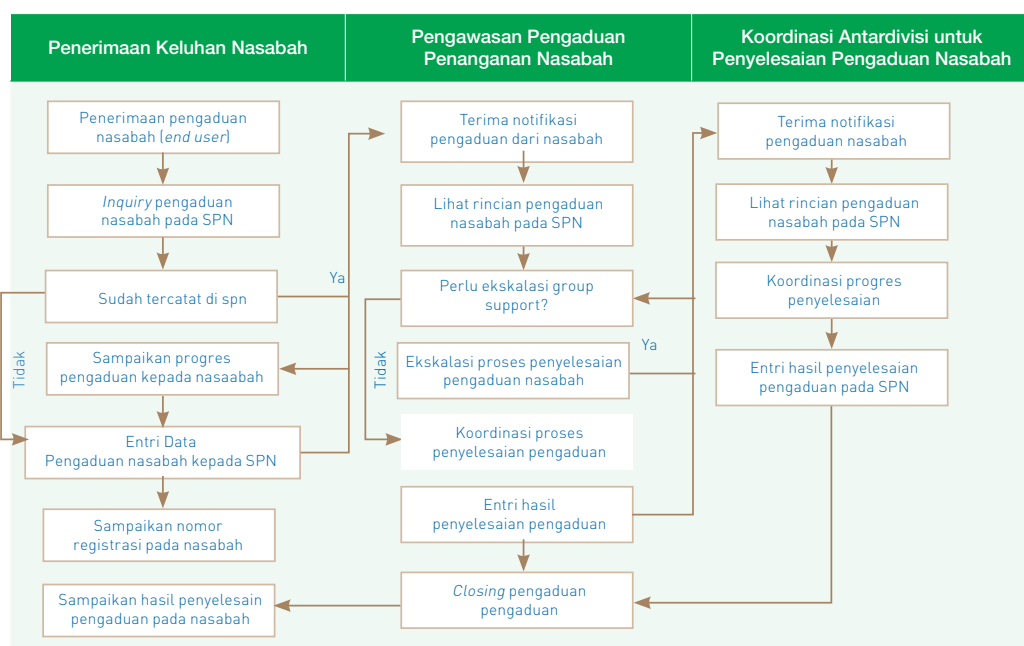 Penerimaan Keluhan Nasabah
Pengawasan Pengaduan
Penanganan Nasabah
Koordinasi Antardivisi untuk
Penyelesaian Pengaduan Nasabah
Penerimaan pengaduan
nasabah (end user)
Inquiry pengaduan
nasabah pada SPN
Sudah tercatat di spn
Ya
Tidak
Sampaikan progres
pengaduan kepada nasaabah
Entri Data
Pengaduan nasabah kepada SPN
Sampaikan nomor
registrasi pada nasabah
Sampaikan hasil penyelesain
pengaduan pada nasabah
Terima notifikasi
pengaduan dari nasabah
Lihat rincian pengaduan
nasabah pada SPN
Perlu ekskalasi group
support?
Ya
Tidak
Ekskalasi proses penyelesaian
pengaduan nasabah
Koordinasi proses
penyelesaian pengaduan
Entri hasil
penyelesaian pengaduan
Closing pengaduan
pengaduan
Terima notifikasi
pengaduan nasabah
Lihat rincian pengaduan
nasabah pada SPN
Koordinasi progres
penyelesaian
Entri hasil penyelesaian
pengaduan pada SPN